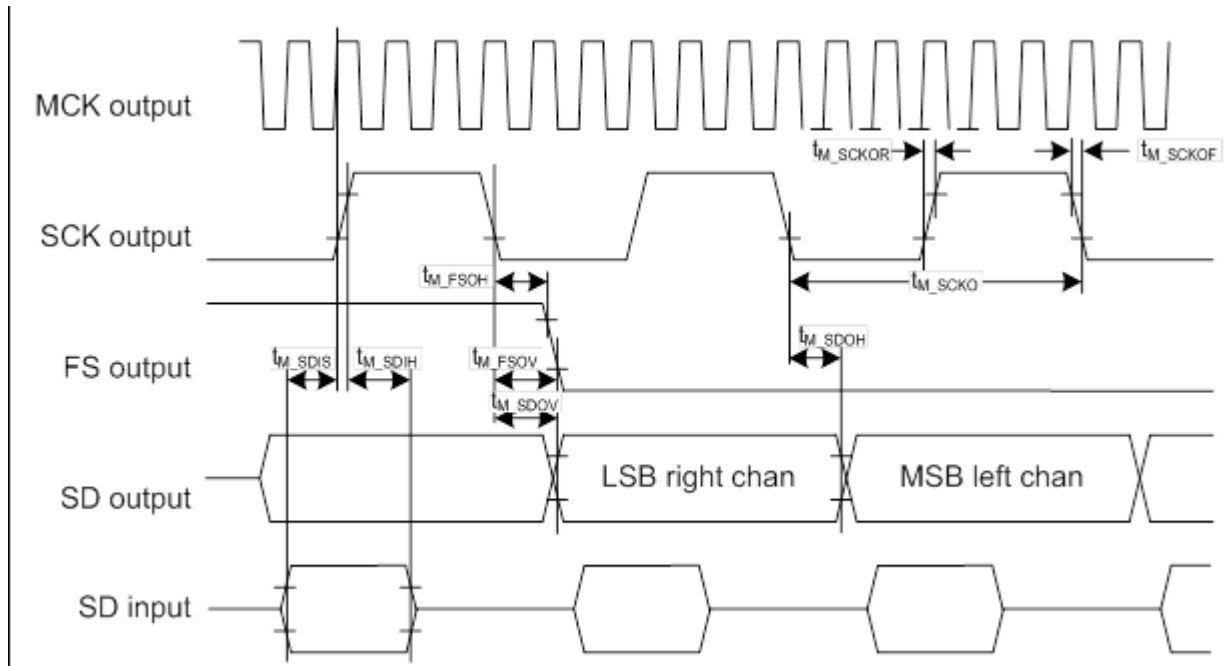 MCK output
tM_SCKOR
tM_SCKOF
SCK output
tM_FSOH
tM_SCKO
tM_SDOH
FS output
tM_SDIS
tM_SDIH
tM_FSOV
tM_SDOV
SD output
LSB right chan
MSB left chan
SD input